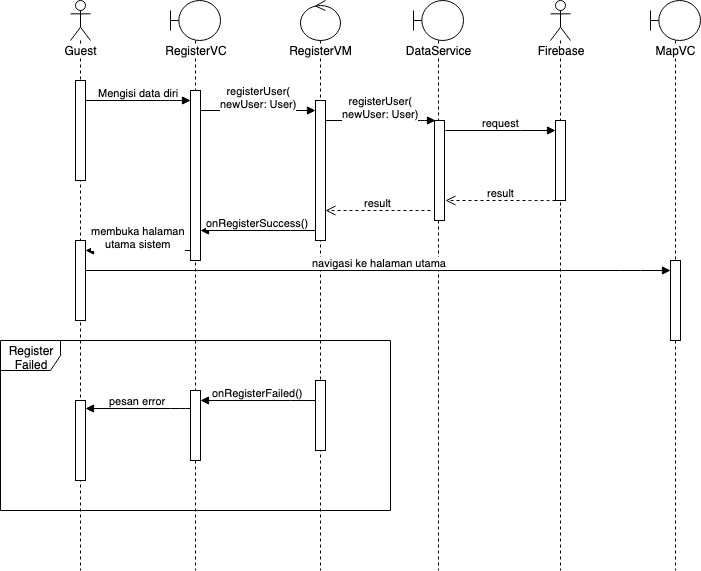 Guest
RegisterVC
RegisterVM
DataService
Firebase
MapVC
Mengisi data diri
registerUser(
newUser: User)
registerUser(
newUser: User)
request
result
result
onRegisterSuccess()
membuka halaman
utama sistem
navigasi ke halaman utama
Register
Failed
onRegisterFailed()
pesan error